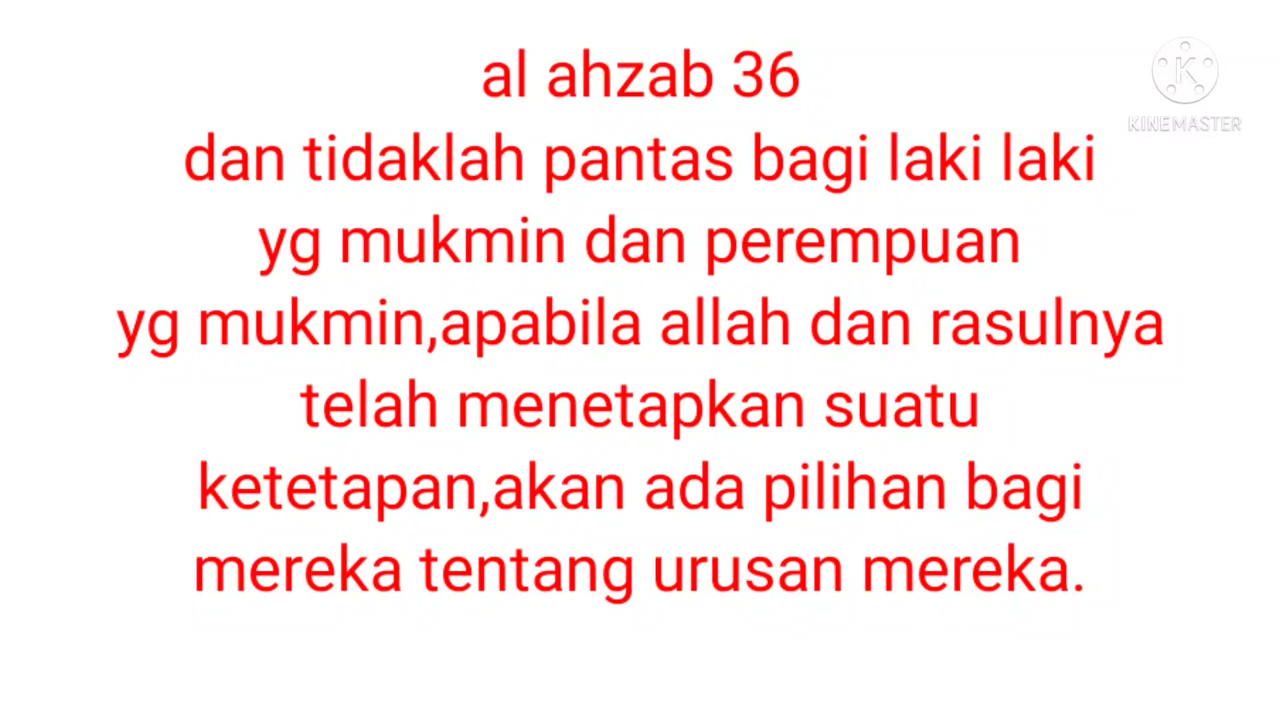 al ahzab 36
dan tidaklah pantas bagi laki laki
yg mukmin dan perempuan
yg mukmin,apabila allah dan rasulnya
telah menetapkan suatu
ketetapan,akan ada pilihan bagi
mereka tentang urusan mereka.
K
KINEMASTER